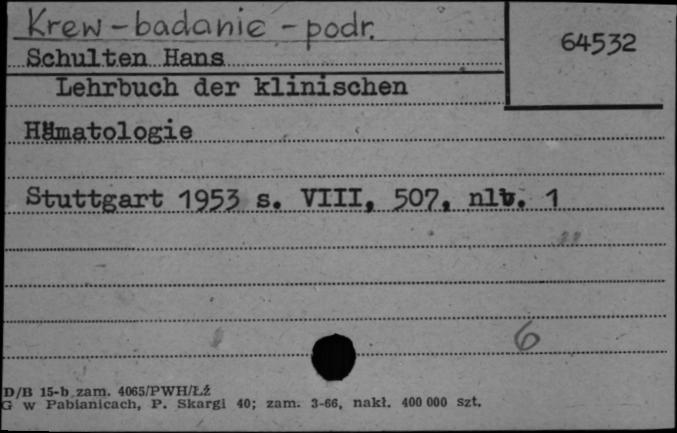 Krew - badanie - podr.
64532
Schulten Hans
Lehrbuch der klinischen
Hämatologie
Stuttgart 1953 s. VIII, 507, nlb. 1
6
D/B 15-b zam. 4065/PWH/ŁŹ
G w Pabianicach, P. Skargi 40; zam. 3-66, nakł. 400 000 szt.